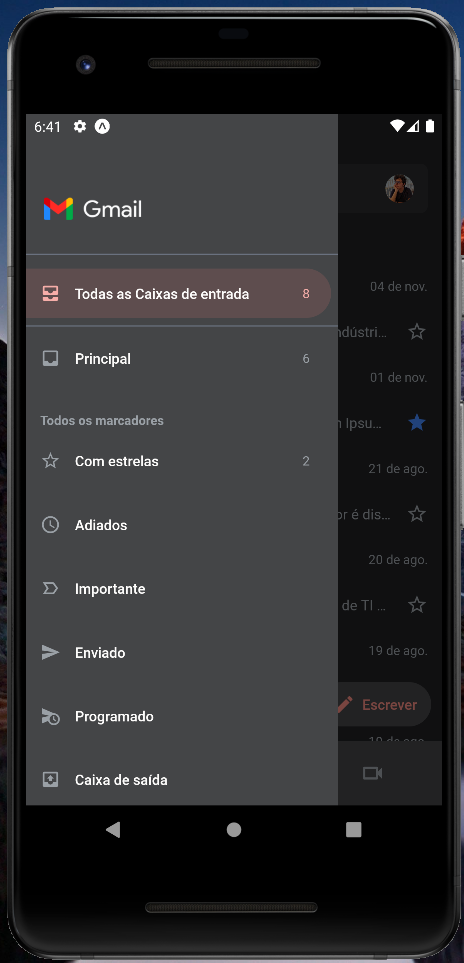 6:41
Gmail
Todas as Caixas de entrada 8
04 de nov.
ndústri...
Principal 6
01 de nov.
Todos os marcadores
Ipsu...
Com estrelas 2
21 de ago.
or é dis...
Adiados
20 de ago.
Importante
de TI ...
Enviado
19 de ago.
Escrever
Programado
19 de ago.
Caixa de saída